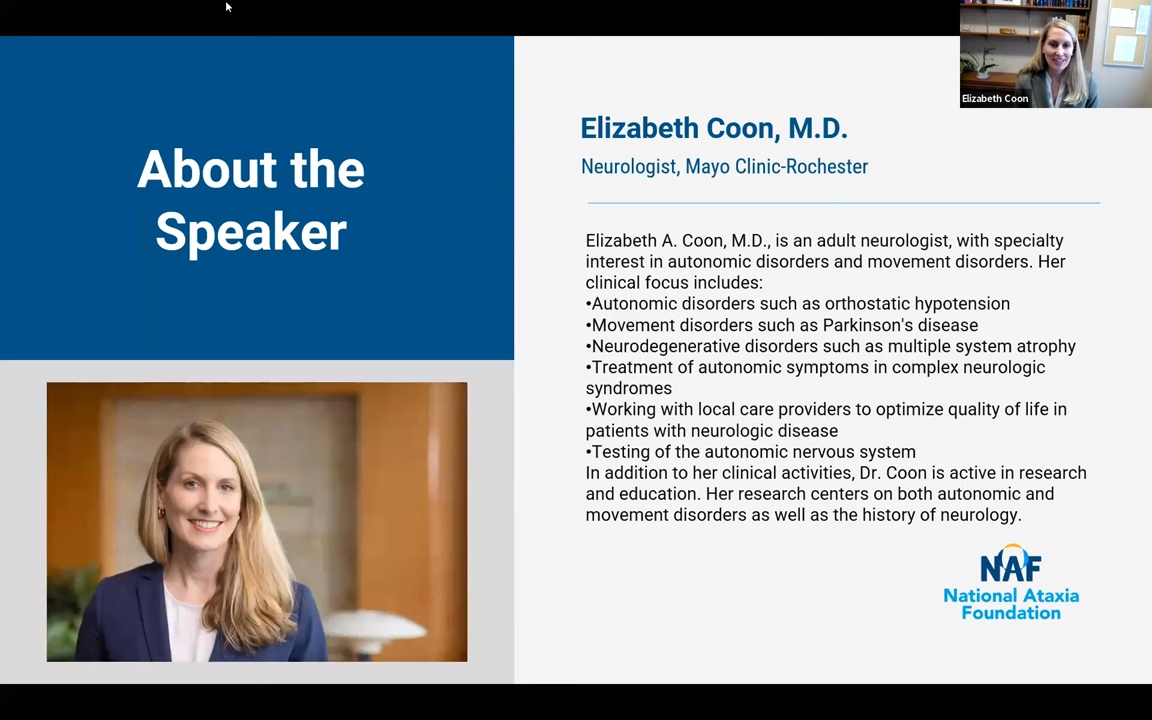 About the
Speaker
Elizabeth Coon
Elizabeth Coon, M.D.
Neurologist, Mayo Clinic-Rochester
Elizabeth A. Coon, M.D., is an adult neurologist, with specialty
interest in autonomic disorders and movement disorders. Her
clinical focus includes:
•Autonomic disorders such as orthostatic hypotension
•Movement disorders such as Parkinson's disease
•Neurodegenerative disorders such as multiple system atrophy
•Treatment of autonomic symptoms in complex neurologic
syndromes
•Working with local care providers to optimize quality of life in
patients with neurologic disease
•Testing of the autonomic nervous system
In addition to her clinical activities, Dr. Coon is active in research
and education. Her research centers on both autonomic and
movement disorders as well as the history of neurology.
NAF
National Ataxia
Foundation